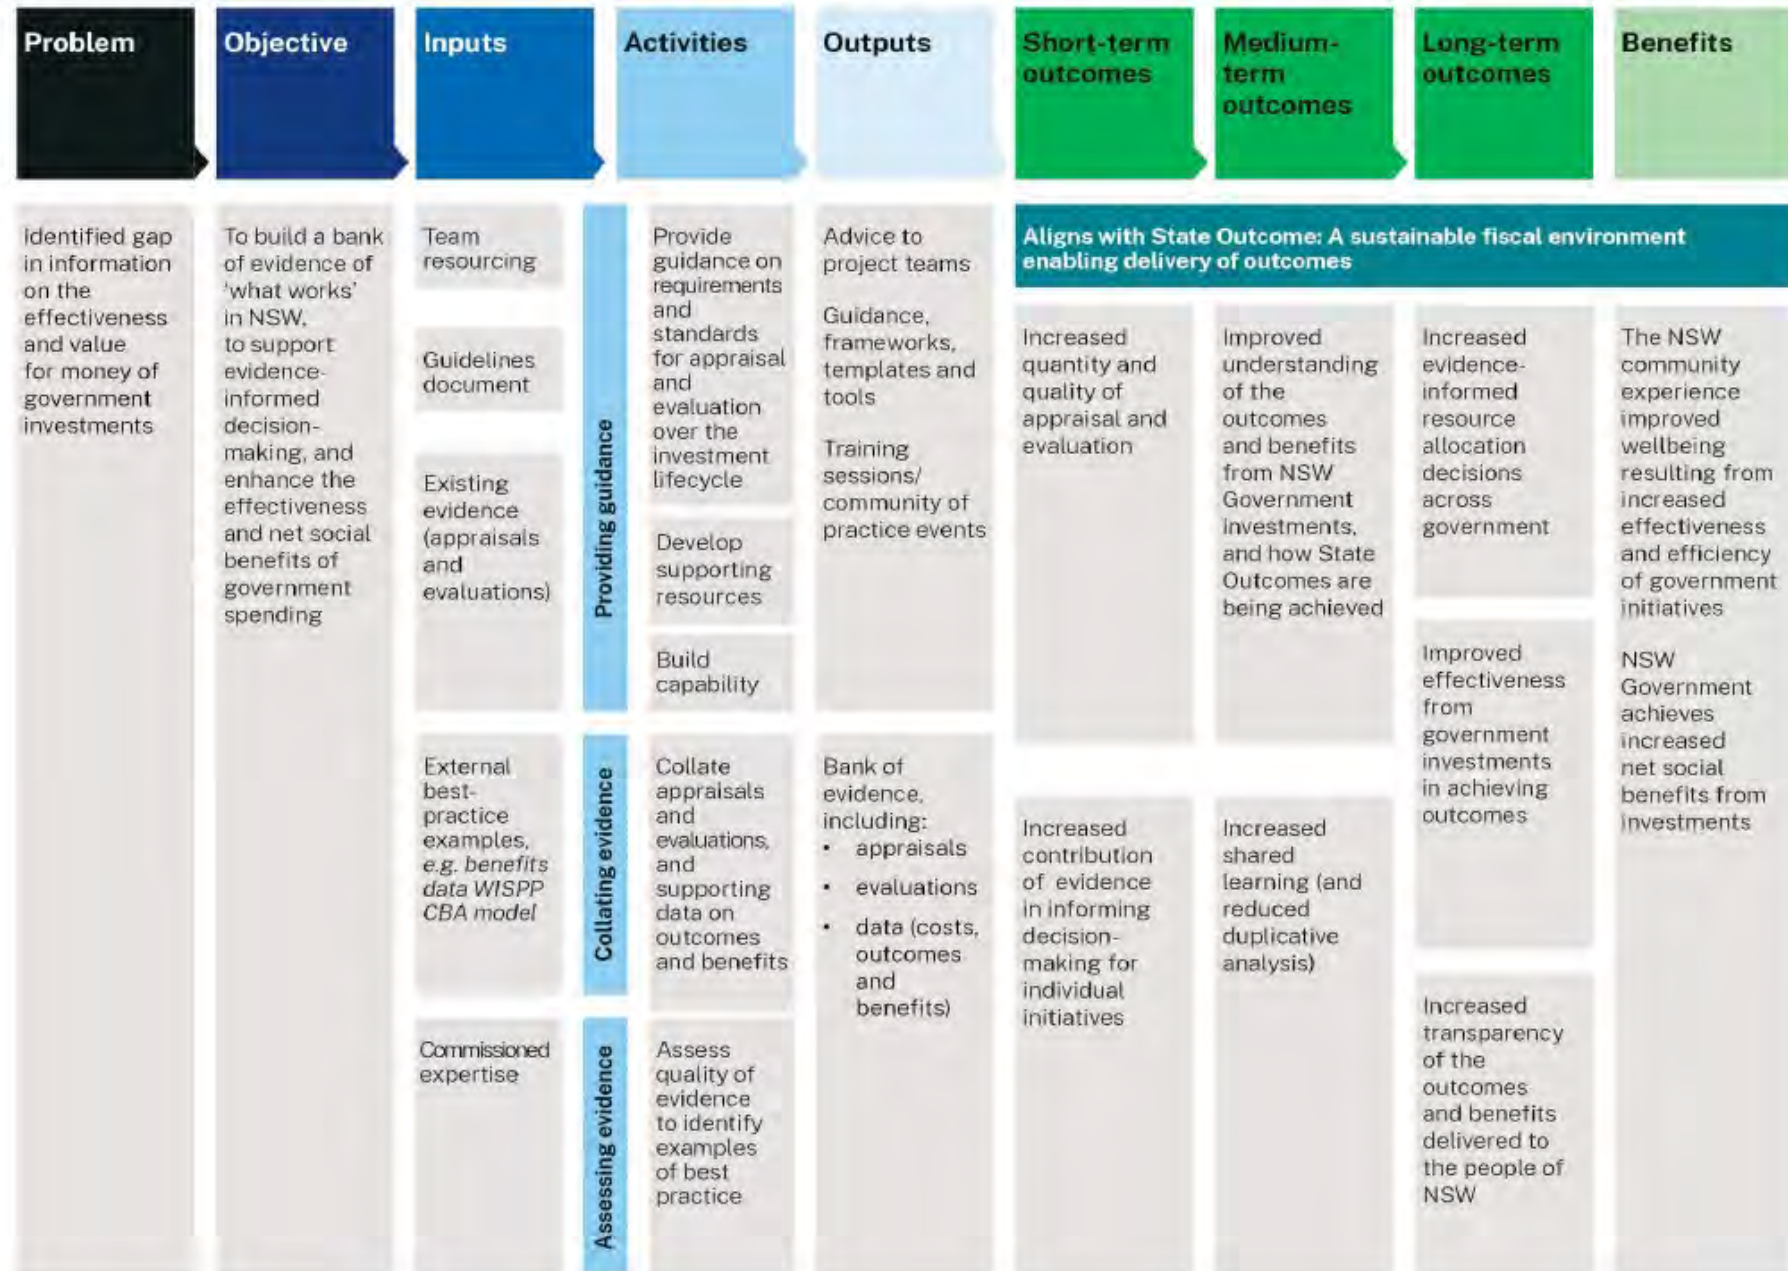 Problem
Objective
Inputs
Activities
Outputs
Short-term
outcomes
Medium-
term
outcomes
Long-term
outcomes
Benefits
Identified gap
in information
on the
effectiveness
and value
for money of
government
investments
To build a bank
of evidence of
‘what works’
in NSW,
to support
evidence-
informed
decision-
making, and
enhance the
effectiveness
and net social
benefits of
government
spending
Team
resourcing
Guidelines
document
Existing
evidence
(appraisals
and
evaluations)
External
best-
practice
examples,
e.g. benefits
data WISPP
CBA model
Commissioned
expertise
Providing guidance
Collating evidence
Assessing evidence
Provide
guidance on
requirements
and
standards
for appraisal
and
evaluation
over the
investment
lifecycle
Develop
supporting
resources
Build
capability
Collate
appraisals
and
evaluations,
and
supporting
data on
outcomes
and benefits
Assess
quality of
evidence
to identify
examples
of best
practice
Advice to
project teams
Guidance,
frameworks,
templates and
tools
Training
sessions/
community of
practice events
Bank of
evidence,
including:
• appraisals
• evaluations
• data (costs,
outcomes
and
benefits)
Aligns with State Outcome: A sustainable fiscal environment
enabling delivery of outcomes
Increased
quantity and
quality of
appraisal and
evaluation
Increased
contribution
of evidence
in informing
decision-
making for
individual
initiatives
Improved
understanding
of the
outcomes
and benefits
from NSW
Government
investments,
and how State
Outcomes are
being achieved
Increased
shared
learning (and
reduced
duplicative
analysis)
Increased
evidence-
informed
resource
allocation
decisions
across
government
Improved
effectiveness
from
government
investments
in achieving
outcomes
Increased
transparency
of the
outcomes
and benefits
delivered to
the people of
NSW
The NSW
community
experience
improved
wellbeing
resulting from
increased
effectiveness
and efficiency
of government
initiatives
NSW
Government
achieves
increased
net social
benefits from
investments